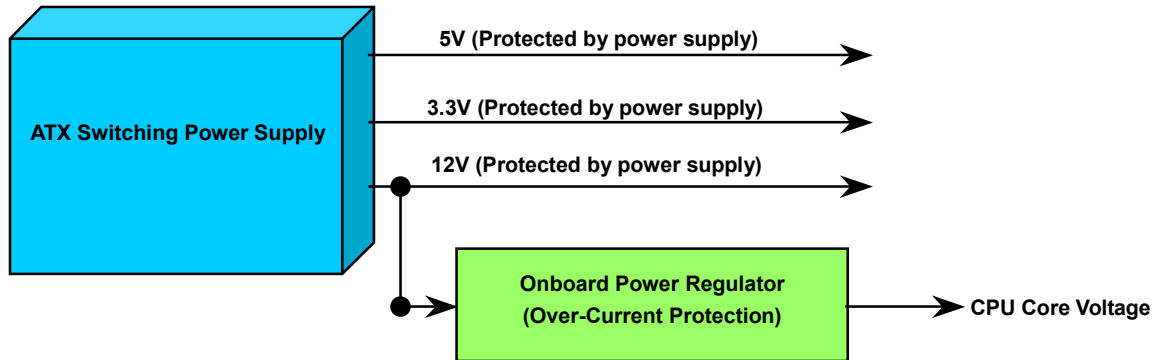 5V (Protected by power supply)
3.3V (Protected by power supply)
ATX Switching Power Supply
12V (Protected by power supply)
Onboard Power Regulator
(Over-Current Protection)
CPU Core Voltage